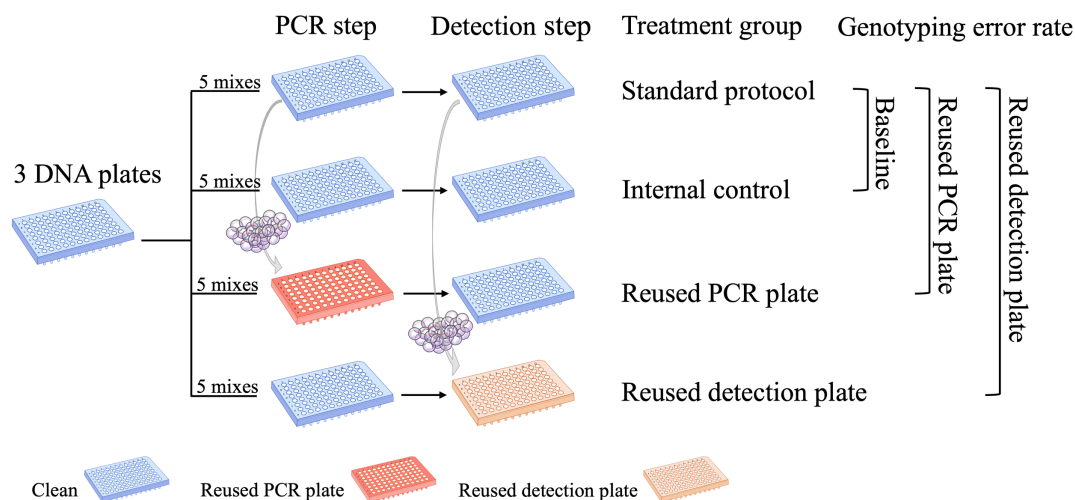 PCR step
Detection step
Treatment group
Genotyping error rate
5 mixes
Standard protocol
3 DNA plates
5 mixes
Internal control
5 mixes
Reused PCR plate
5 mixes
Reused detection plate
Baseline
Reused PCR plate
Reused detection plate
Clean
Reused PCR plate
Reused detection plate